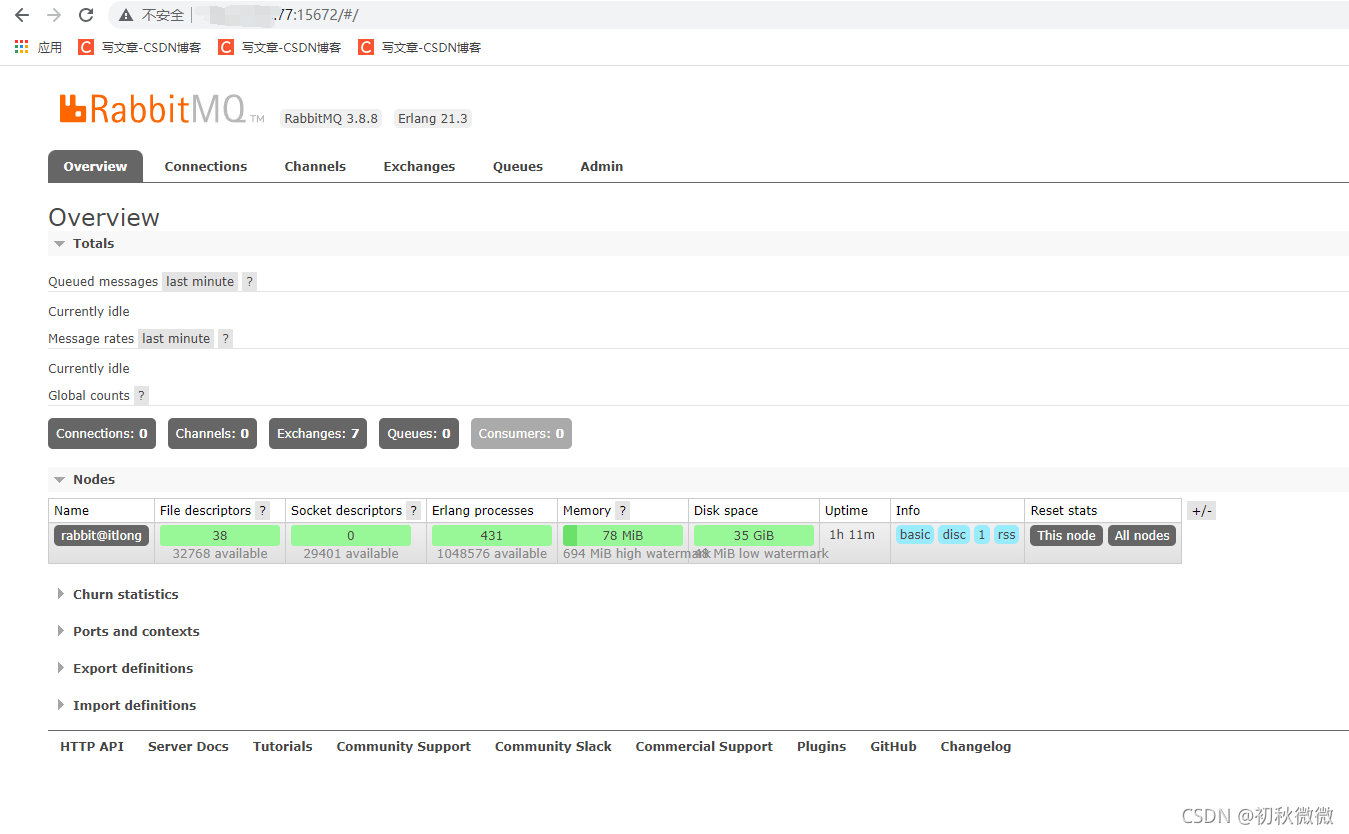 不安全 | .77:15672/#/
应用 写文章-CSDN博客 写文章-CSDN博客 写文章-CSDN博客
RabbitMQ TM RabbitMQ 3.8.8 Erlang 21.3
Overview Connections Channels Exchanges Queues Admin
Overview
Totals
Queued messages last minute ?
Currently idle
Message rates last minute ?
Currently idle
Global counts ?
Connections: 0 Channels: 0 Exchanges: 7 Queues: 0 Consumers: 0
Nodes
Name File descriptors ? Socket descriptors ? Erlang processes Memory ? Disk space Uptime Info Reset stats +/-
rabbit@itlong 38 0 431 78 MiB 35 GiB 1h 11m basic disc 1 rss This node All nodes
32768 available 29401 available 1048576 available 694 MiB high watermark 48 MiB low watermark
Churn statistics
Ports and contexts
Export definitions
Import definitions
HTTP API Server Docs Tutorials Community Support Community Slack Commercial Support Plugins GitHub Changelog
CSDN @初秋微微